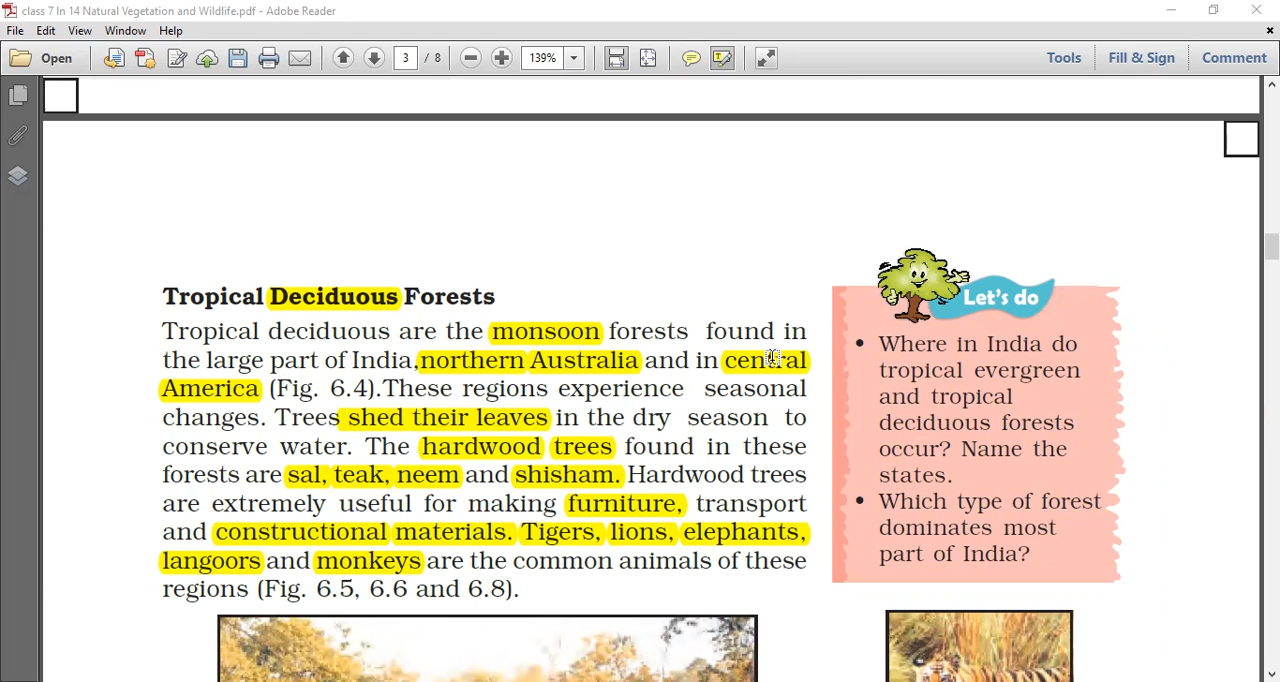 class 7 ln 14 Natural Vegetation and Wildlife.pdf - Adobe Reader
File Edit View Window Help
Open 3 / 8 139% Tools Fill & Sign Comment
Tropical Deciduous Forests
Tropical deciduous are the monsoon forests found in
the large part of India,northern Australia and in central
America (Fig. 6.4).These regions experience seasonal
changes. Trees shed their leaves in the dry season to
conserve water. The hardwood trees found in these
forests are sal, teak, neem and shisham. Hardwood trees
are extremely useful for making furniture, transport
and constructional materials. Tigers, lions, elephants,
langoors and monkeys are the common animals of these
regions (Fig. 6.5, 6.6 and 6.8).
Let's do
• Where in India do
tropical evergreen
and tropical
deciduous forests
occur? Name the
states.
• Which type of forest
dominates most
part of India?